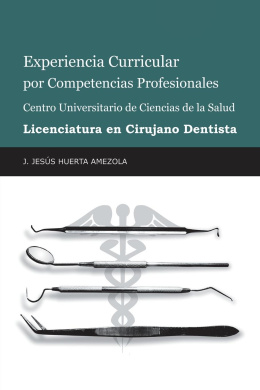 Experiencia Curricular
por Competencias Profesionales
Centro Universitario de Ciencias de la Salud
Licenciatura en Cirujano Dentista
J. JESÚS HUERTA AMEZOLA